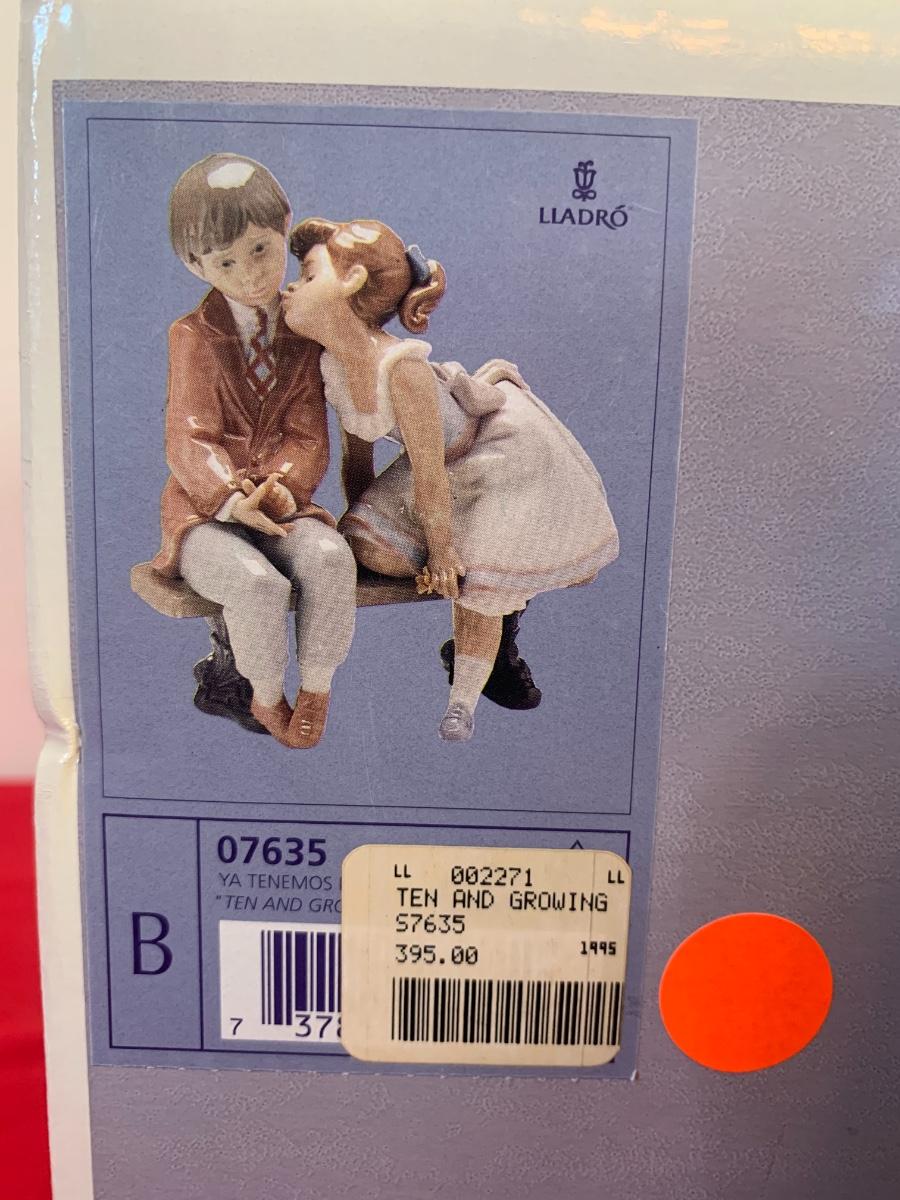 LLADRÓ
07635
YA TENEMOS
"TEN AND GRO
B
7 378
LL 002271 LL
TEN AND GROWING
S7635
395.00 1995